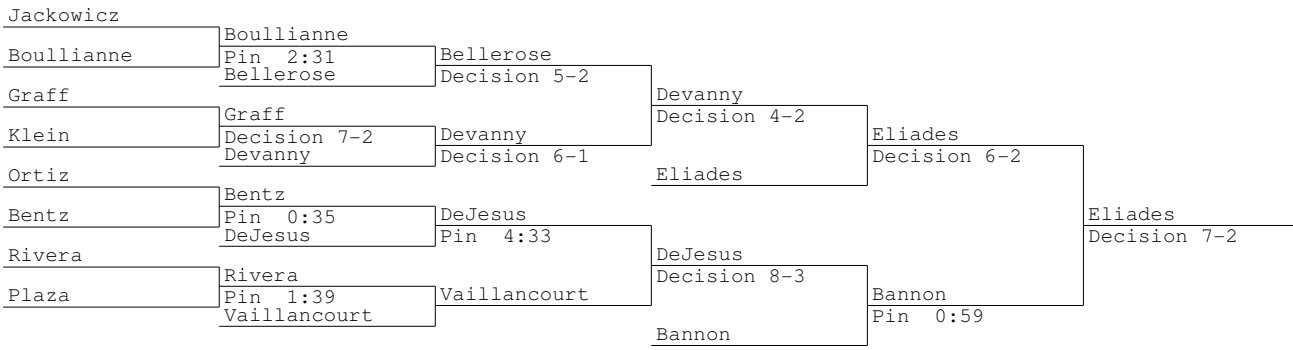 Jackowicz
Boullianne
Boullianne
Pin 2:31
Bellerose
Bellerose
Decision 5-2
Graff
Klein
Graff
Decision 7-2
Devanny
Devanny
Decision 6-1
Devanny
Decision 4-2
Eliades
Eliades
Decision 6-2
Ortiz
Bentz
Bentz
Pin 0:35
DeJesus
DeJesus
Pin 4:33
Rivera
Plaza
Rivera
Pin 1:39
Vaillancourt
Vaillancourt
DeJesus
Decision 8-3
Bannon
Bannon
Pin 0:59
Eliades
Decision 7-2